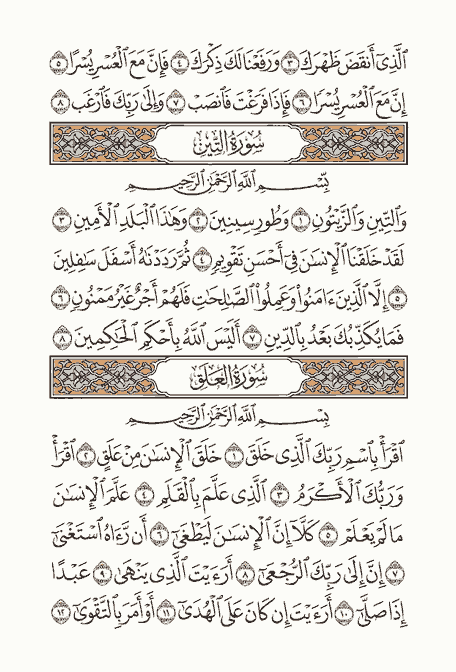 ٱلَّذِىٓ أَنقَضَ ظَهْرَكَ ٣ وَرَفَعْنَا لَكَ ذِكْرَكَ ٤ فَإِنَّ مَعَ ٱلْعُسْرِ يُسْرًا ٥
إِنَّ مَعَ ٱلْعُسْرِ يُسْرًا ٦ فَإِذَا فَرَغْتَ فَٱنصَبْ ٧ وَإِلَىٰ رَبِّكَ فَٱرْغَب ٨
سُورَةُ التِّينِ
بِسْمِ ٱللَّهِ ٱلرَّحْمَٰنِ ٱلرَّحِيمِ
وَٱلتِّينِ وَٱلزَّيْتُونِ ١ وَطُورِ سِينِينَ ٢ وَهَٰذَا ٱلْبَلَدِ ٱلْأَمِينِ ٣
لَقَدْ خَلَقْنَا ٱلْإِنسَٰنَ فِىٓ أَحْسَنِ تَقْوِيمٍ ٤ ثُمَّ رَدَدْنَٰهُ أَسْفَلَ سَٰفِلِينَ
٥ إِلَّا ٱلَّذِينَ ءَامَنُوا۟ وَعَمِلُوا۟ ٱلصَّٰلِحَٰتِ فَلَهُمْ أَجْرٌ غَيْرُ مَمْنُونٍ ٦
فَمَا يُكَذِّبُكَ بَعْدُ بِٱلدِّينِ ٧ أَلَيْسَ ٱللَّهُ بِأَحْكَمِ ٱلْحَٰكِمِينَ ٨
سُورَةُ العَلَقِ
بِسْمِ ٱللَّهِ ٱلرَّحْمَٰنِ ٱلرَّحِيمِ
ٱقْرَأْ بِٱسْمِ رَبِّكَ ٱلَّذِى خَلَقَ ١ خَلَقَ ٱلْإِنسَٰنَ مِنْ عَلَقٍ ٢ ٱقْرَأْ
وَرَبُّكَ ٱلْأَكْرَمُ ٣ ٱلَّذِى عَلَّمَ بِٱلْقَلَمِ ٤ عَلَّمَ ٱلْإِنسَٰنَ
مَا لَمْ يَعْلَمْ ٥ كَلَّآ إِنَّ ٱلْإِنسَٰنَ لَيَطْغَىٰٓ ٦ أَن رَّءَاهُ ٱسْتَغْنَىٰٓ
٧ إِنَّ إِلَىٰ رَبِّكَ ٱلرُّجْعَىٰٓ ٨ أَرَءَيْتَ ٱلَّذِى يَنْهَىٰ ٩ عَبْدًا
إِذَا صَلَّىٰٓ ١٠ أَرَءَيْتَ إِن كَانَ عَلَى ٱلْهُدَىٰٓ ١١ أَوْ أَمَرَ بِٱلتَّقْوَىٰٓ ١٢